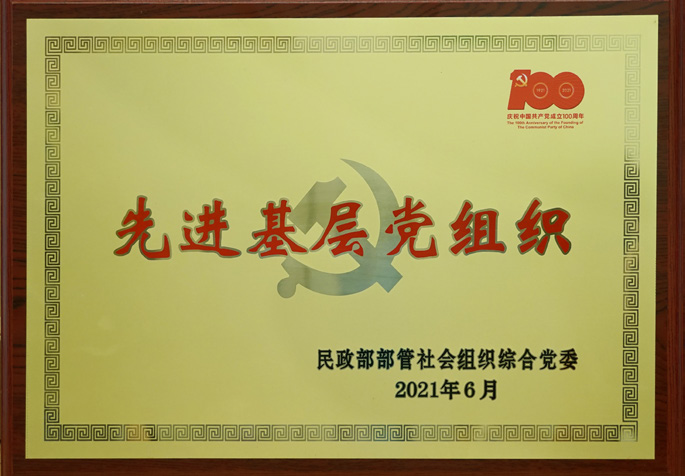 100
1921 2021
庆祝中国共产党成立100周年
The 100th Anniversary of the Founding of
The Communist Party of China
先进基层党组织
民政部部管社会组织综合党委
2021年6月